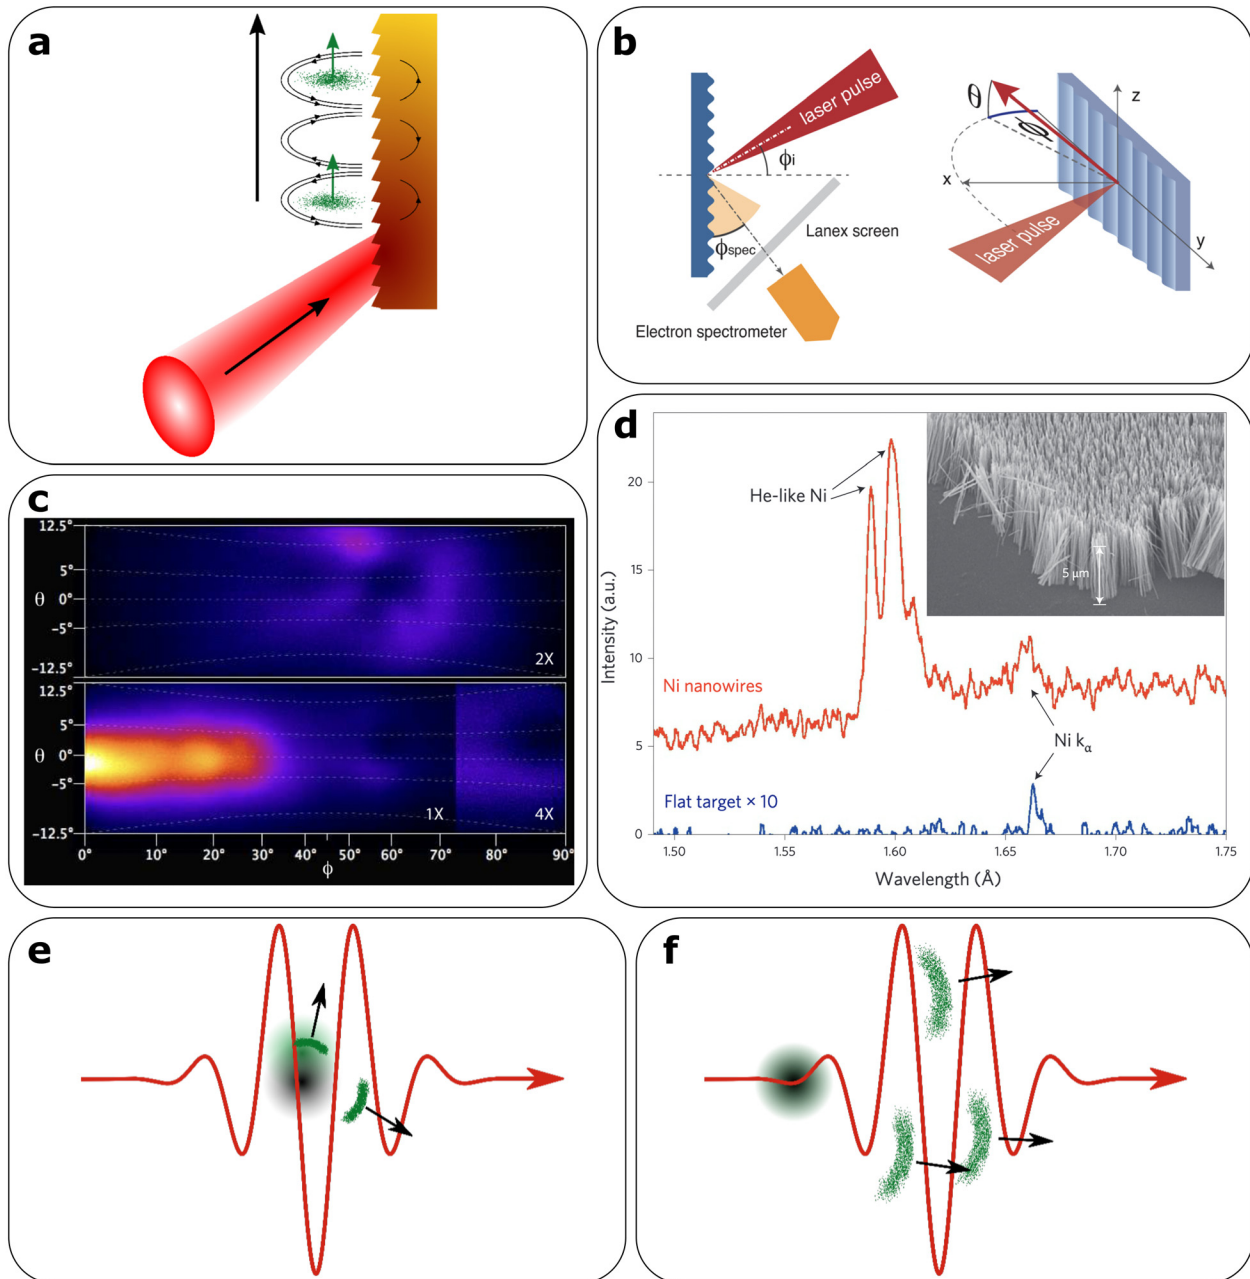 a
b
laser pulse
ϕi
Lanex screen
ϕspec
Electron spectrometer
θ
ϕ
z
x
y
laser pulse
c
12.5°
5°
θ 0°
−5°
−12.5°
2X
12.5°
5°
θ 0°
−5°
−12.5°
1X
4X
0° 10° 20° 30° 40° 50° 60° 70° 90°
ϕ
d
He-like Ni
5 µm
Intensity (a.u.)
20
15
10
5
0
Ni nanowires
Ni kα
Flat target × 10
1.50 1.55 1.60 1.65 1.70 1.75
Wavelength (Å)
e
f